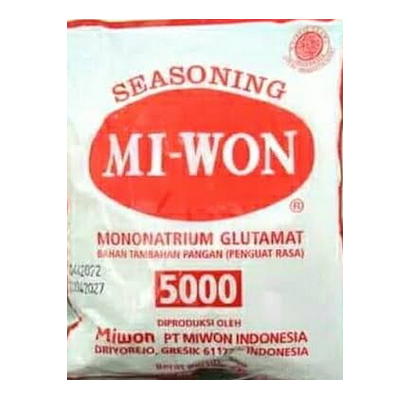 SEASONING
MI-WON
®
MONONATRIUM GLUTAMAT
BAHAN TAMBAHAN PANGAN (PENGUAT RASA)
5000
DIPRODUKSI OLEH
Miwon PT MIWON INDONESIA
DRIYOREJO, GRESIK INDONESIA